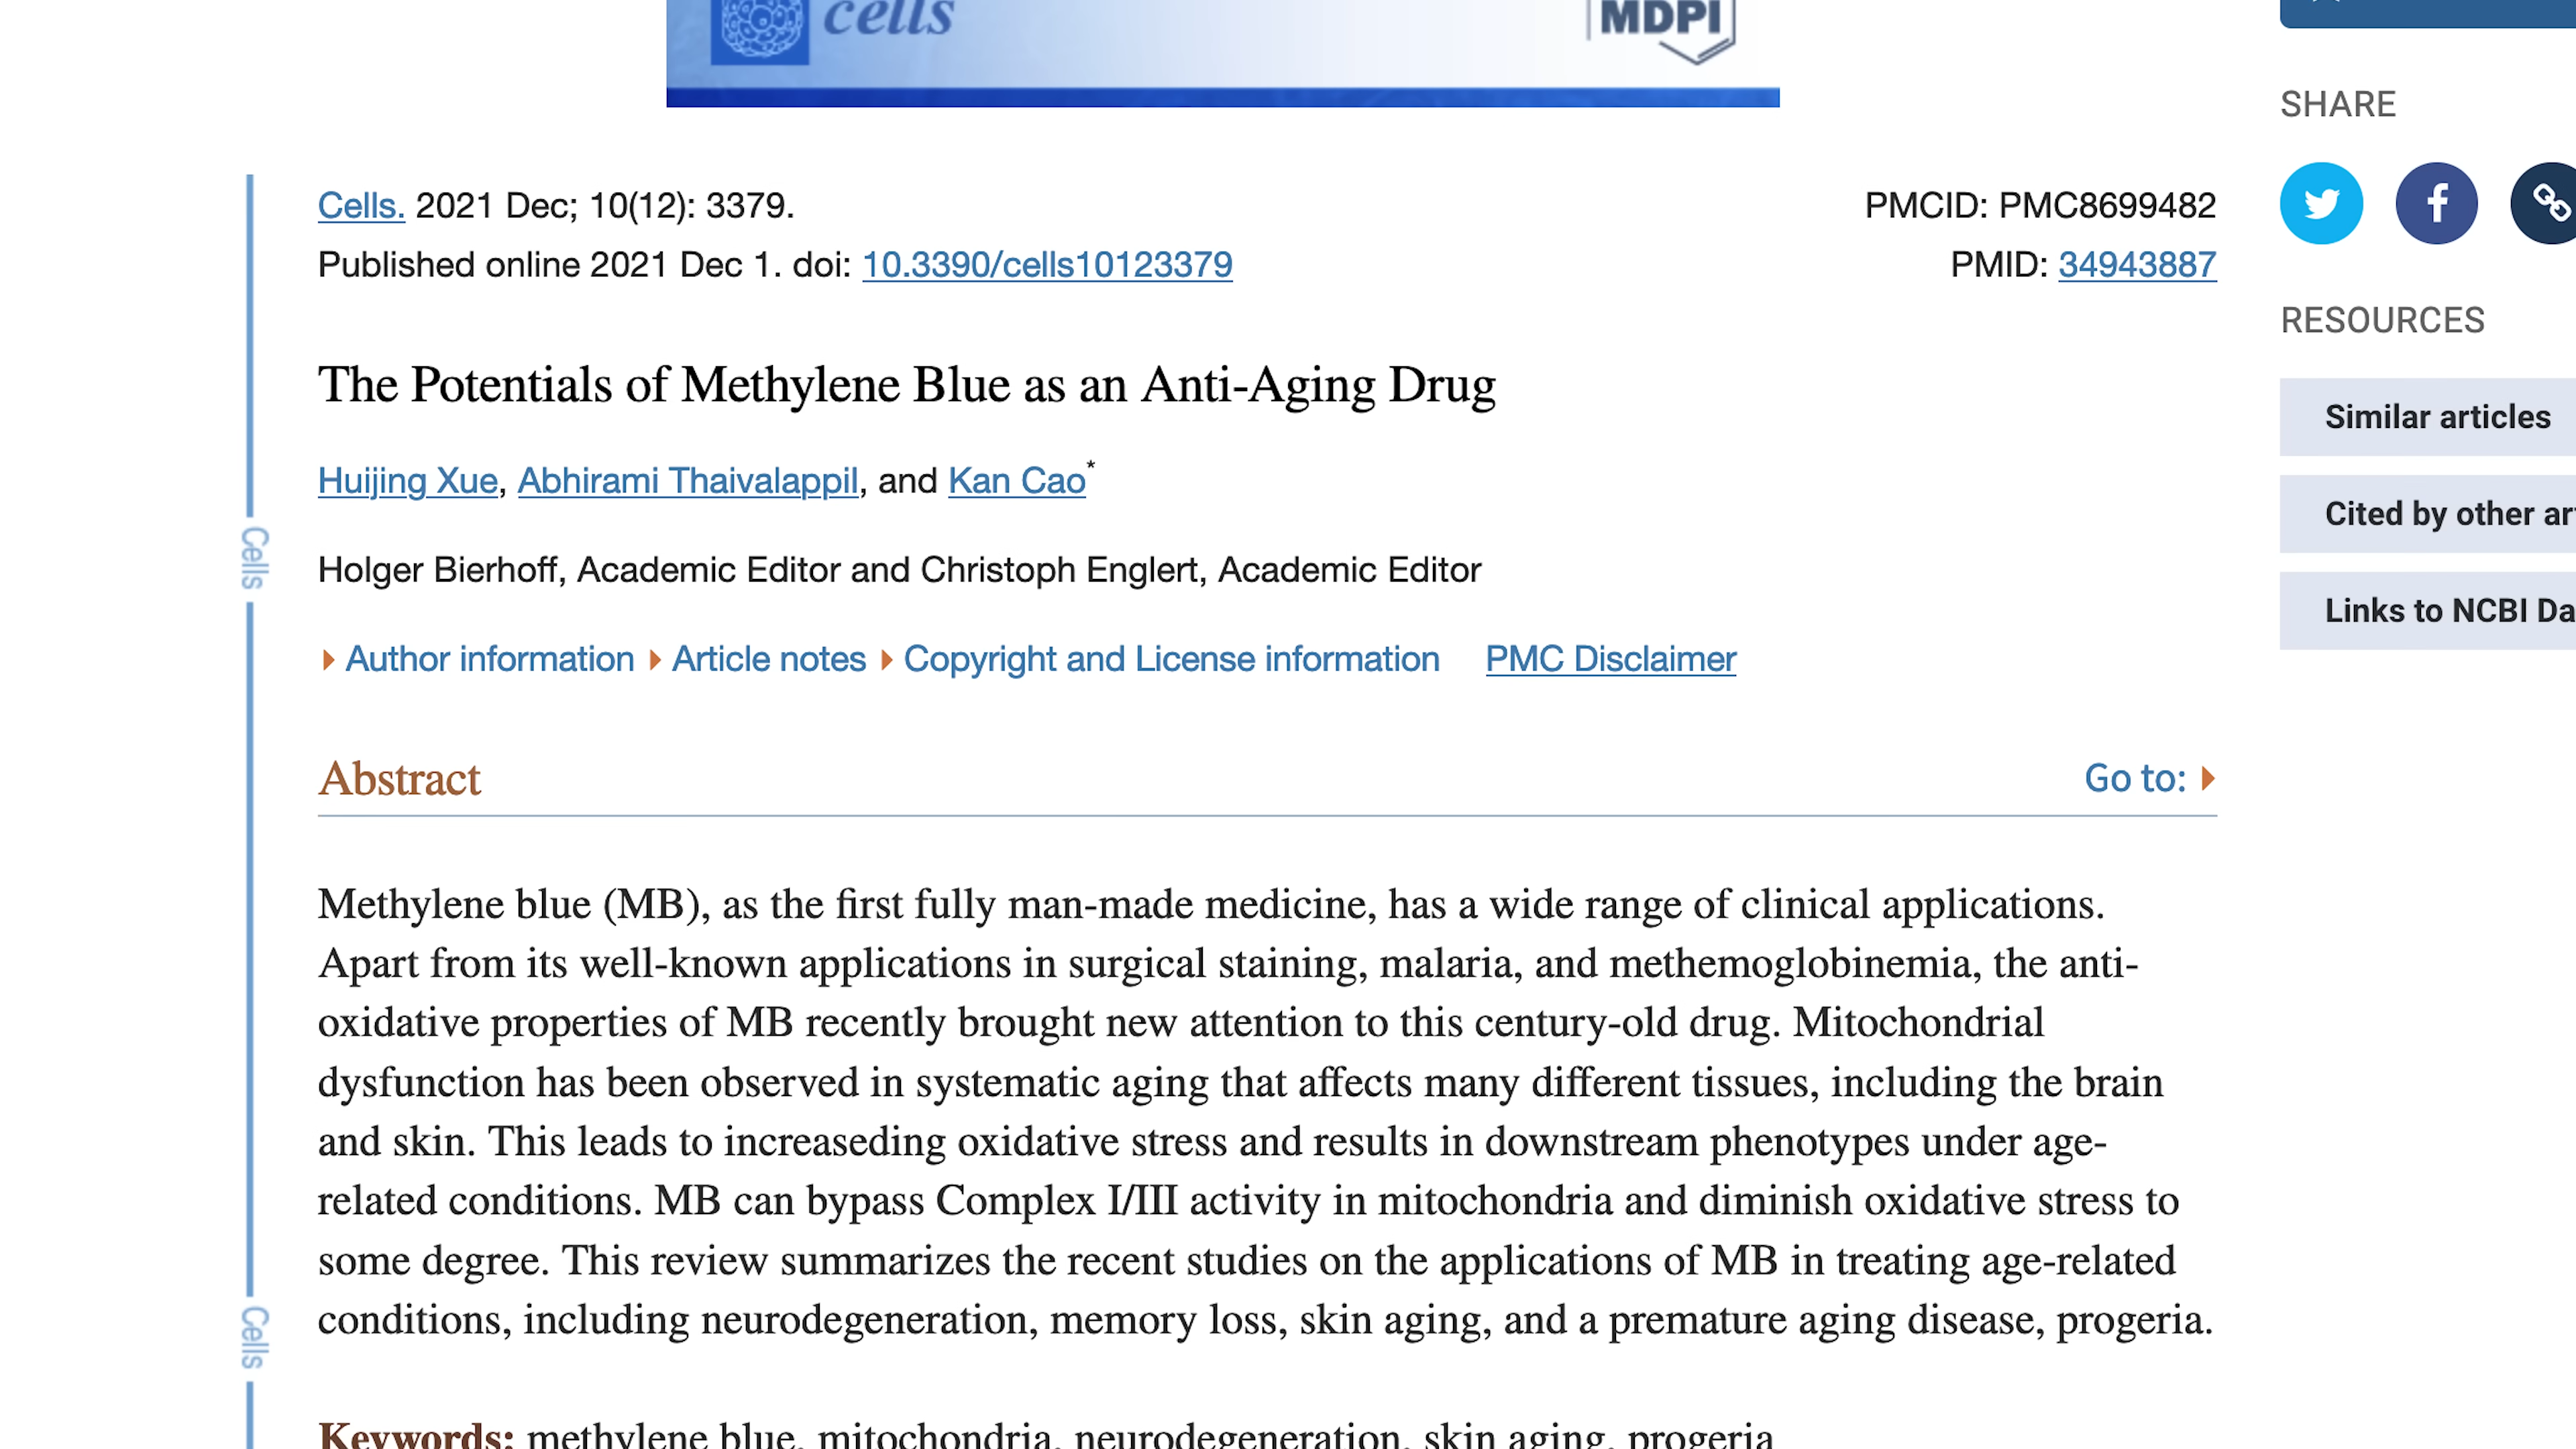 cells
MDPI
Cells. 2021 Dec; 10(12): 3379.
Published online 2021 Dec 1. doi: 10.3390/cells10123379
PMCID: PMC8699482
PMID: 34943887
The Potentials of Methylene Blue as an Anti-Aging Drug
Huijing Xue, Abhirami Thaivalappil, and Kan Cao*
Holger Bierhoff, Academic Editor and Christoph Englert, Academic Editor
Author information Article notes Copyright and License information PMC Disclaimer
Abstract
Go to:
Methylene blue (MB), as the first fully man-made medicine, has a wide range of clinical applications.
Apart from its well-known applications in surgical staining, malaria, and methemoglobinemia, the anti-
oxidative properties of MB recently brought new attention to this century-old drug. Mitochondrial
dysfunction has been observed in systematic aging that affects many different tissues, including the brain
and skin. This leads to increaseding oxidative stress and results in downstream phenotypes under age-
related conditions. MB can bypass Complex I/III activity in mitochondria and diminish oxidative stress to
some degree. This review summarizes the recent studies on the applications of MB in treating age-related
conditions, including neurodegeneration, memory loss, skin aging, and a premature aging disease, progeria.
Keywords: methylene blue, mitochondria, neurodegeneration, skin aging, progeria
Cells
Cells
SHARE
RESOURCES
Similar articles
Cited by other ar
Links to NCBI Da